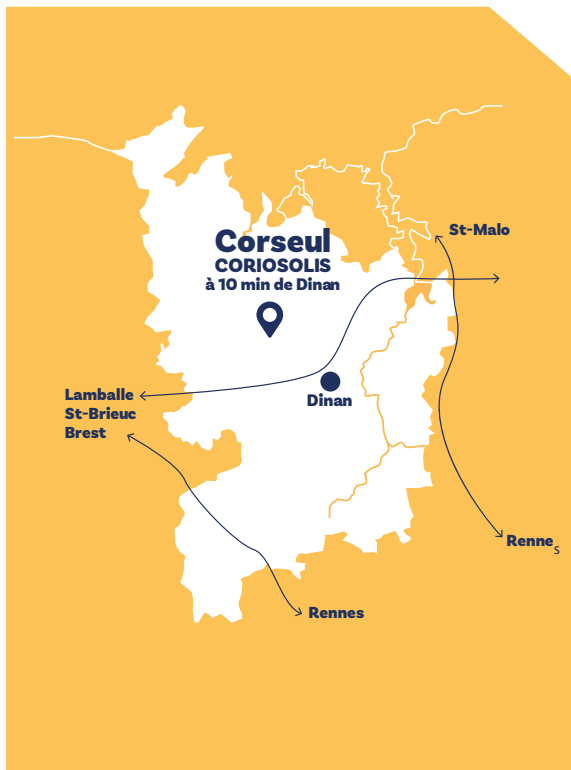 Corseul
CORIOSOLIS
à 10 min de Dinan
St-Malo
Lamballe
St-Brieuc
Brest
Dinan
Rennes
Rennes